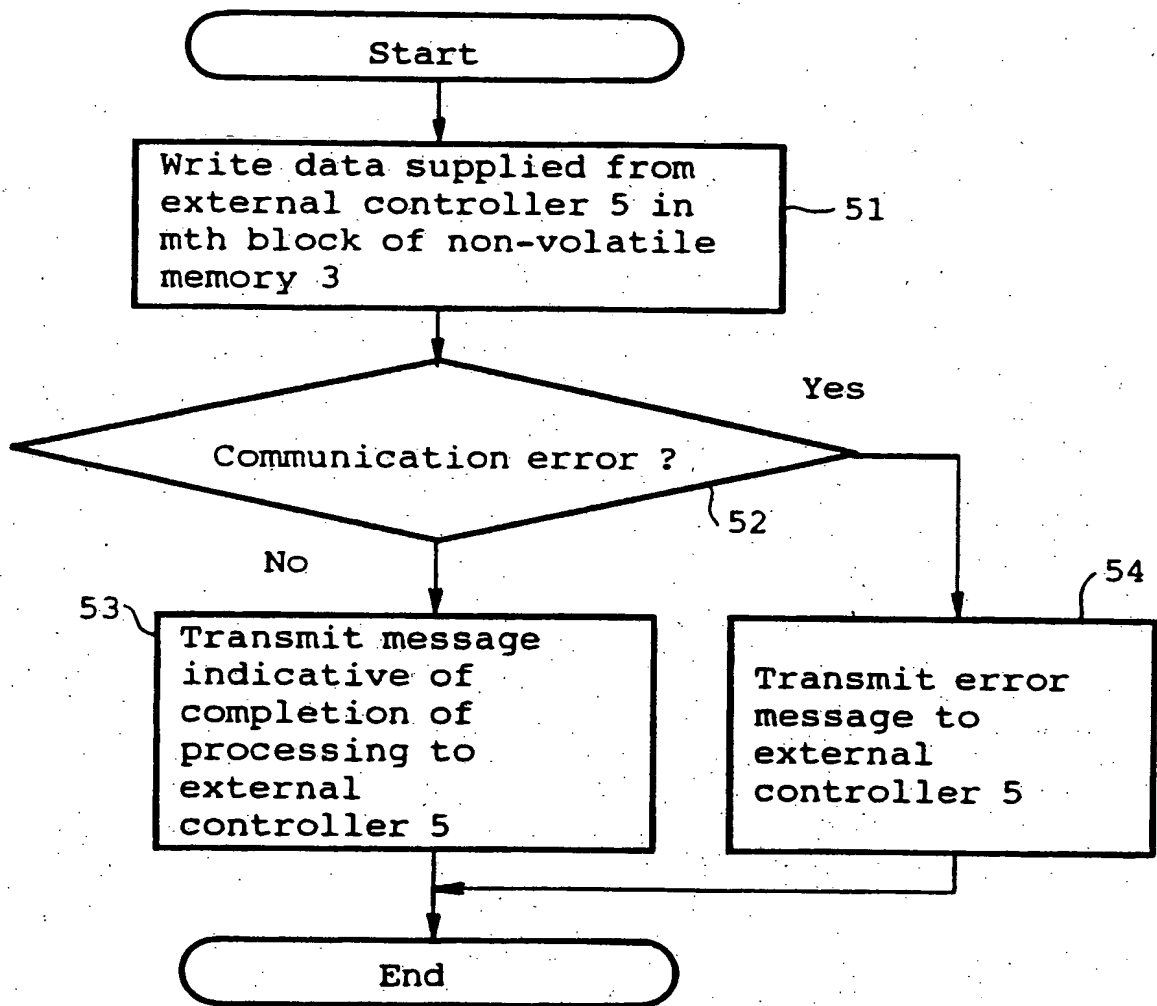 Start
Write data supplied from
external controller 5 in
mth block of non-volatile
memory 3
51
Communication error ?
Yes
52
No
53
Transmit message
indicative of
completion of
processing to
external
controller 5
54
Transmit error
message to
external
controller 5
End